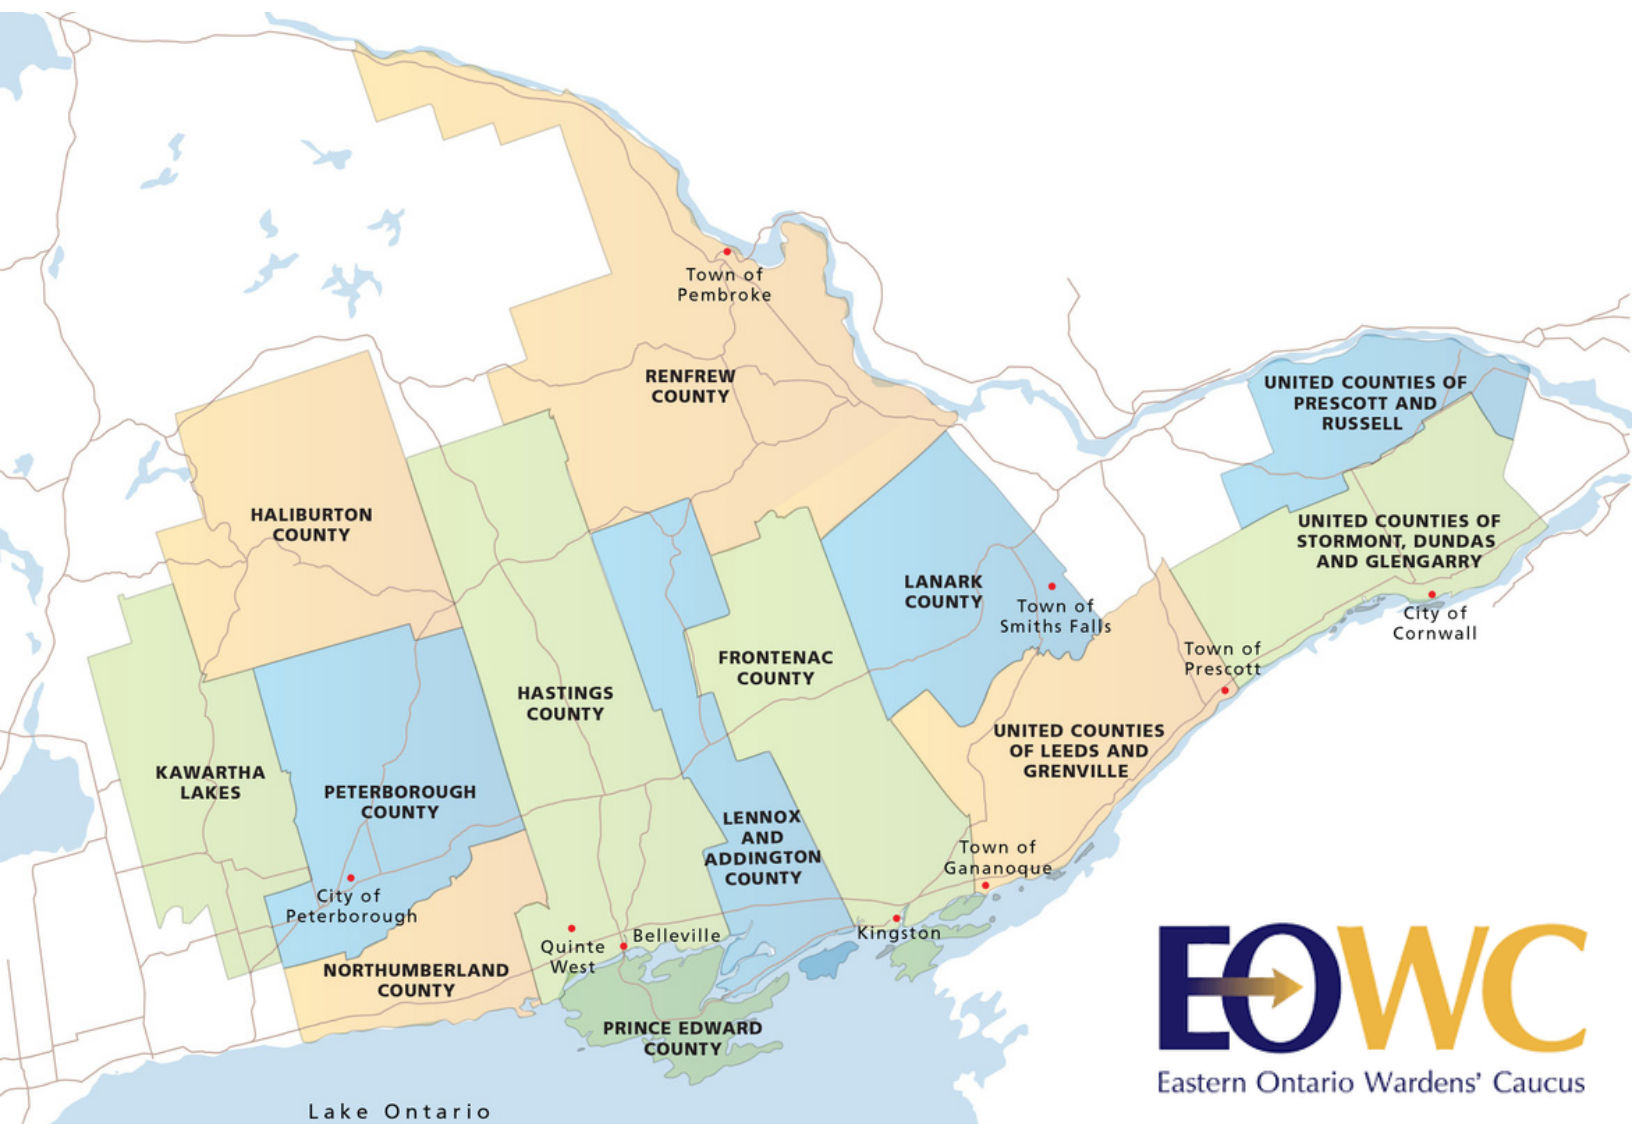 Town of
Pembroke
RENFREW
COUNTY
UNITED COUNTIES OF
PRESCOTT AND
RUSSELL
HALIBURTON
COUNTY
UNITED COUNTIES OF
STORMONT, DUNDAS
AND GLENGARRY
LANARK
COUNTY
Town of
Smiths Falls
City of
Cornwall
Town of
Prescott
FRONTENAC
COUNTY
HASTINGS
COUNTY
UNITED COUNTIES
OF LEEDS AND
GRENVILLE
KAWARTHA
LAKES
PETERBOROUGH
COUNTY
LENNOX
AND
ADDINGTON
COUNTY
Town of
Gananoque
City of
Peterborough
Kingston
Belleville
Quinte
West
NORTHUMBERLAND
COUNTY
PRINCE EDWARD
COUNTY
Lake Ontario
EOWC
Eastern Ontario Wardens' Caucus